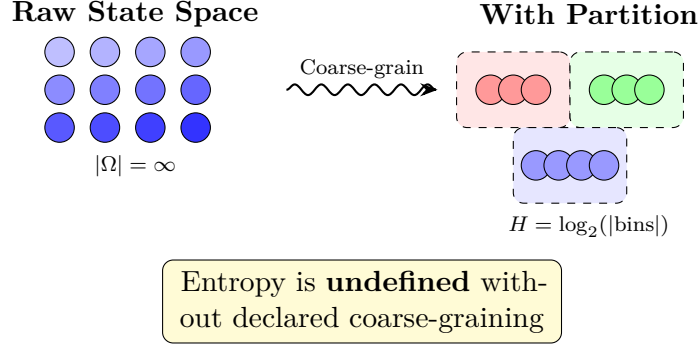 Raw State Space
With Partition
Coarse-grain
|Ω| = ∞
H = log₂(|bins|)
Entropy is undefined with-
out declared coarse-graining